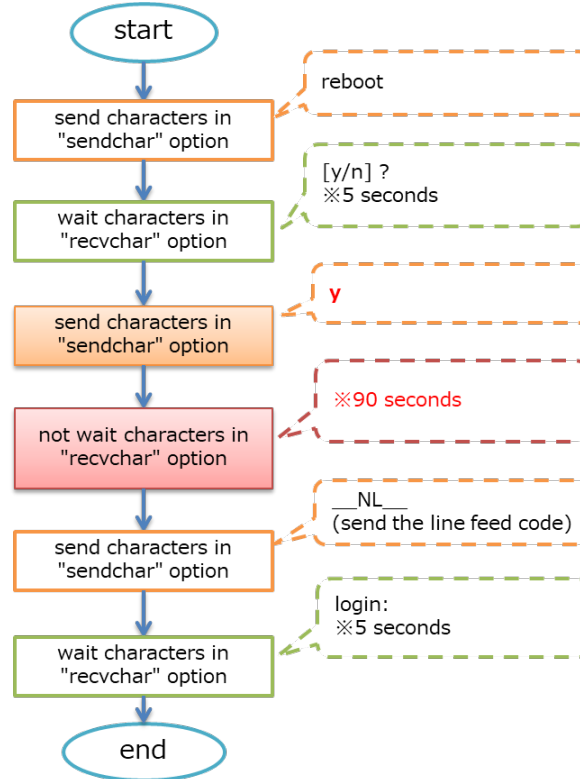 start
send characters in
"sendchar" option
reboot
wait characters in
"recvchar" option
[y/n] ?
※5 seconds
send characters in
"sendchar" option
y
not wait characters in
"recvchar" option
※90 seconds
send characters in
"sendchar" option
__NL__
(send the line feed code)
wait characters in
"recvchar" option
login:
※5 seconds
end